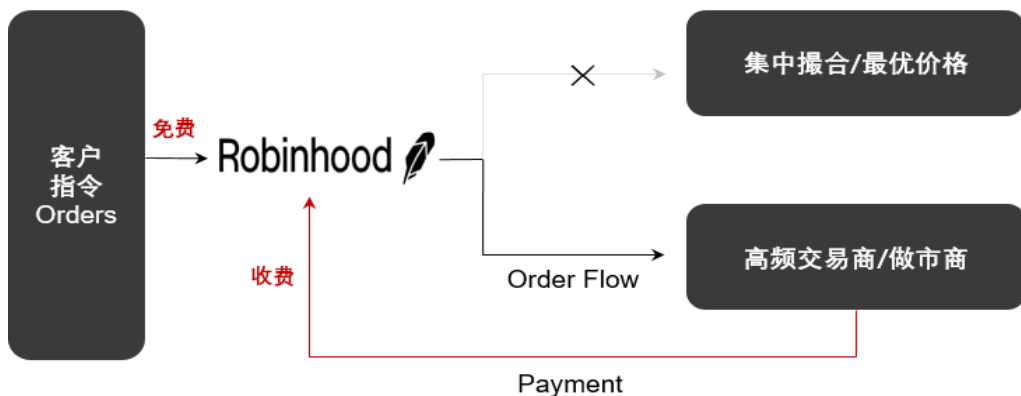 客户
指令
Orders
免费
Robinhood
集中撮合/最优价格
收费
Order Flow
高频交易商/做市商
Payment